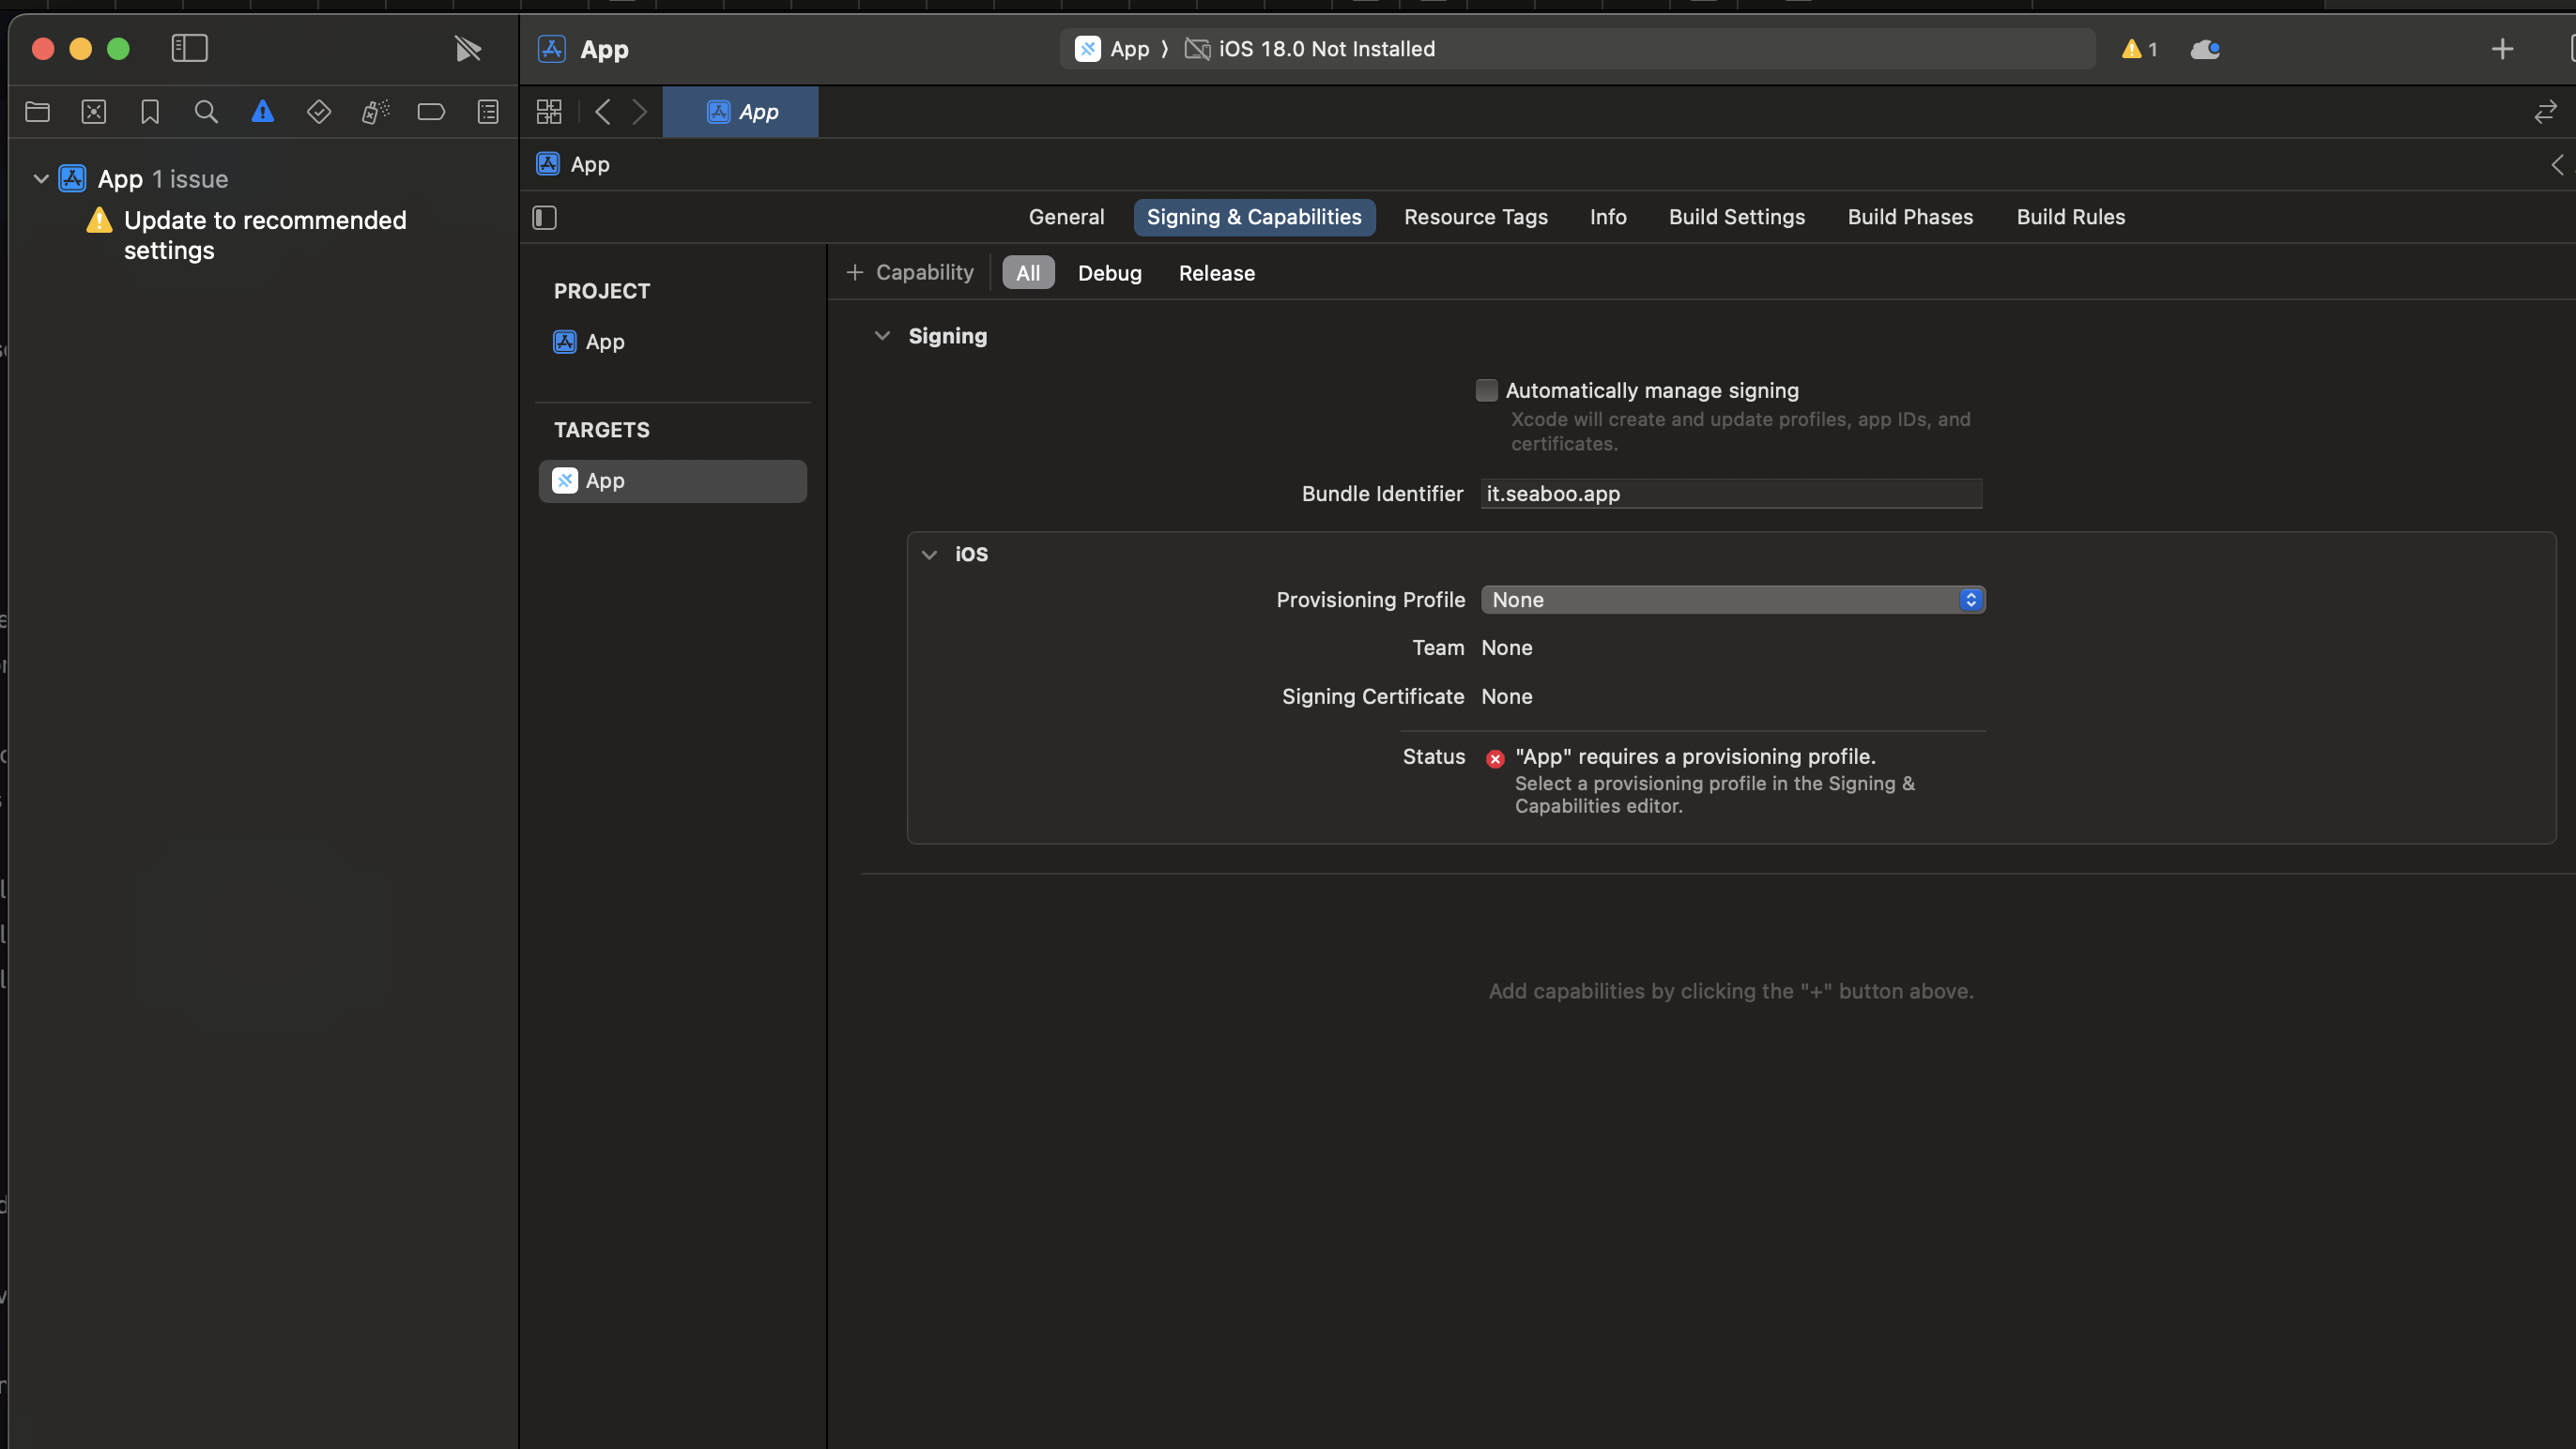 App
App ⟩ iOS 18.0 Not Installed
1
App
App 1 issue
Update to recommended
settings
App
General
Signing & Capabilities
Resource Tags
Info
Build Settings
Build Phases
Build Rules
+ Capability
All
Debug
Release
PROJECT
App
TARGETS
App
Signing
Automatically manage signing
Xcode will create and update profiles, app IDs, and
certificates.
Bundle Identifier it.seaboo.app
iOS
Provisioning Profile None
Team None
Signing Certificate None
Status "App" requires a provisioning profile.
Select a provisioning profile in the Signing &
Capabilities editor.
Add capabilities by clicking the "+" button above.